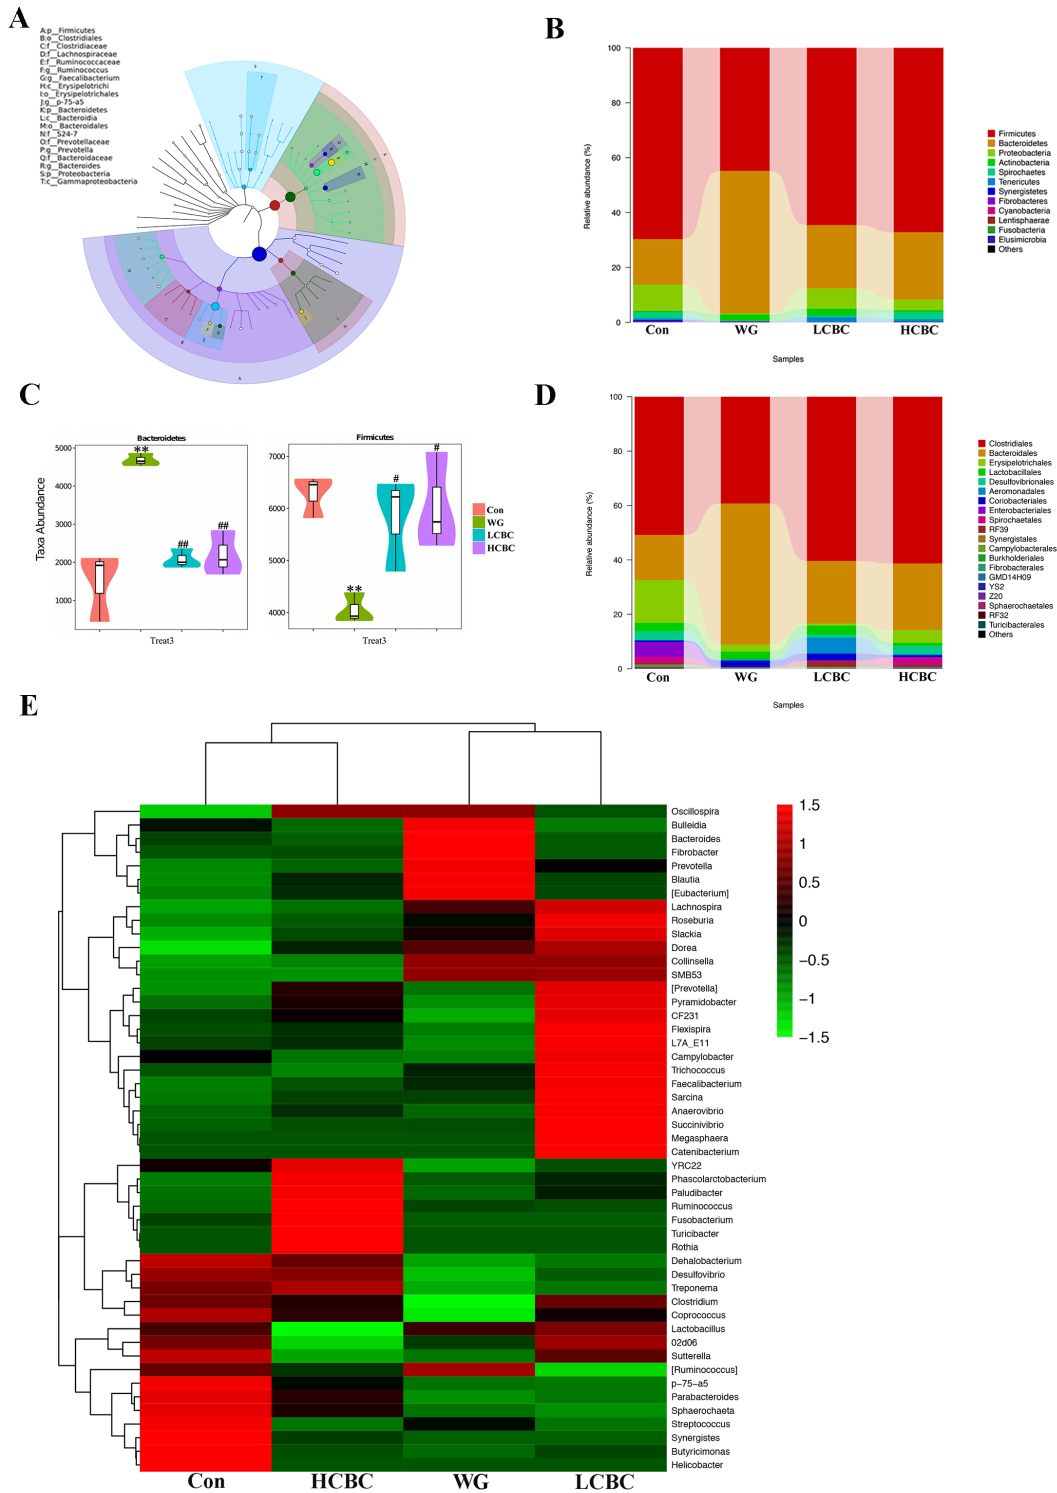 A
A:p__Firmicutes
B:o__Clostridiales
C:f__Clostridiaceae
D:f__Lachnospiraceae
E:f__Ruminococcaceae
F:g__Ruminococcus
G:g__Faecalibacterium
H:c__Erysipelotrichi
I:o__Erysipelotrichales
J:g__p-75-a5
K:p__Bacteroidetes
L:c__Bacteroidia
M:o__Bacteroidales
N:f__S24-7
O:f__Prevotellaceae
P:g__Prevotella
Q:f__Bacteroidaceae
R:g__Bacteroides
S:p__Proteobacteria
T:c__Gammaproteobacteria
S
T
B
Relative abundance (%)
100
80
60
40
20
0
Con
WG
LCBC
HCBC
Samples
Firmicutes
Bacteroidetes
Proteobacteria
Actinobacteria
Spirochaetes
Tenericutes
Synergistetes
Fibrobacteres
Cyanobacteria
Lentisphaerae
Fusobacteria
Elusimicrobia
Others
C
Bacteroidetes
Taxa Abundance
5000
4000
3000
2000
1000
**
##
##
Treat3
Firmicutes
7000
6000
5000
4000
**
#
#
Treat3
Con
WG
LCBC
HCBC
D
Relative abundance (%)
100
80
60
40
20
0
Con
WG
LCBC
HCBC
Samples
Clostridiales
Bacteroidales
Erysipelotrichales
Lactobacillales
Desulfovibrionales
Aeromonadales
Coriobacteriales
Enterobacteriales
Spirochaetales
RF39
Synergistales
Campylobacterales
Burkholderiales
Fibrobacterales
GMD14H09
YS2
Z20
Sphaerochaetales
RF32
Turicibacterales
Others
E
Oscillospira
Bulleidia
Bacteroides
Fibrobacter
Prevotella
Blautia
[Eubacterium]
Lachnospira
Roseburia
Slackia
Dorea
Collinsella
SMB53
[Prevotella]
Pyramidobacter
CF231
Flexispira
L7A_E11
Campylobacter
Trichococcus
Faecalibacterium
Sarcina
Anaerovibrio
Succinivibrio
Megasphaera
Catenibacterium
YRC22
Phascolarctobacterium
Paludibacter
Ruminococcus
Fusobacterium
Turicibacter
Rothia
Dehalobacterium
Desulfovibrio
Treponema
Clostridium
Coprococcus
Lactobacillus
02d06
Sutterella
[Ruminococcus]
p−75−a5
Parabacteroides
Sphaerochaeta
Streptococcus
Synergistes
Butyricimonas
Helicobacter
1.5
1
0.5
0
−0.5
−1
−1.5
Con
HCBC
WG
LCBC